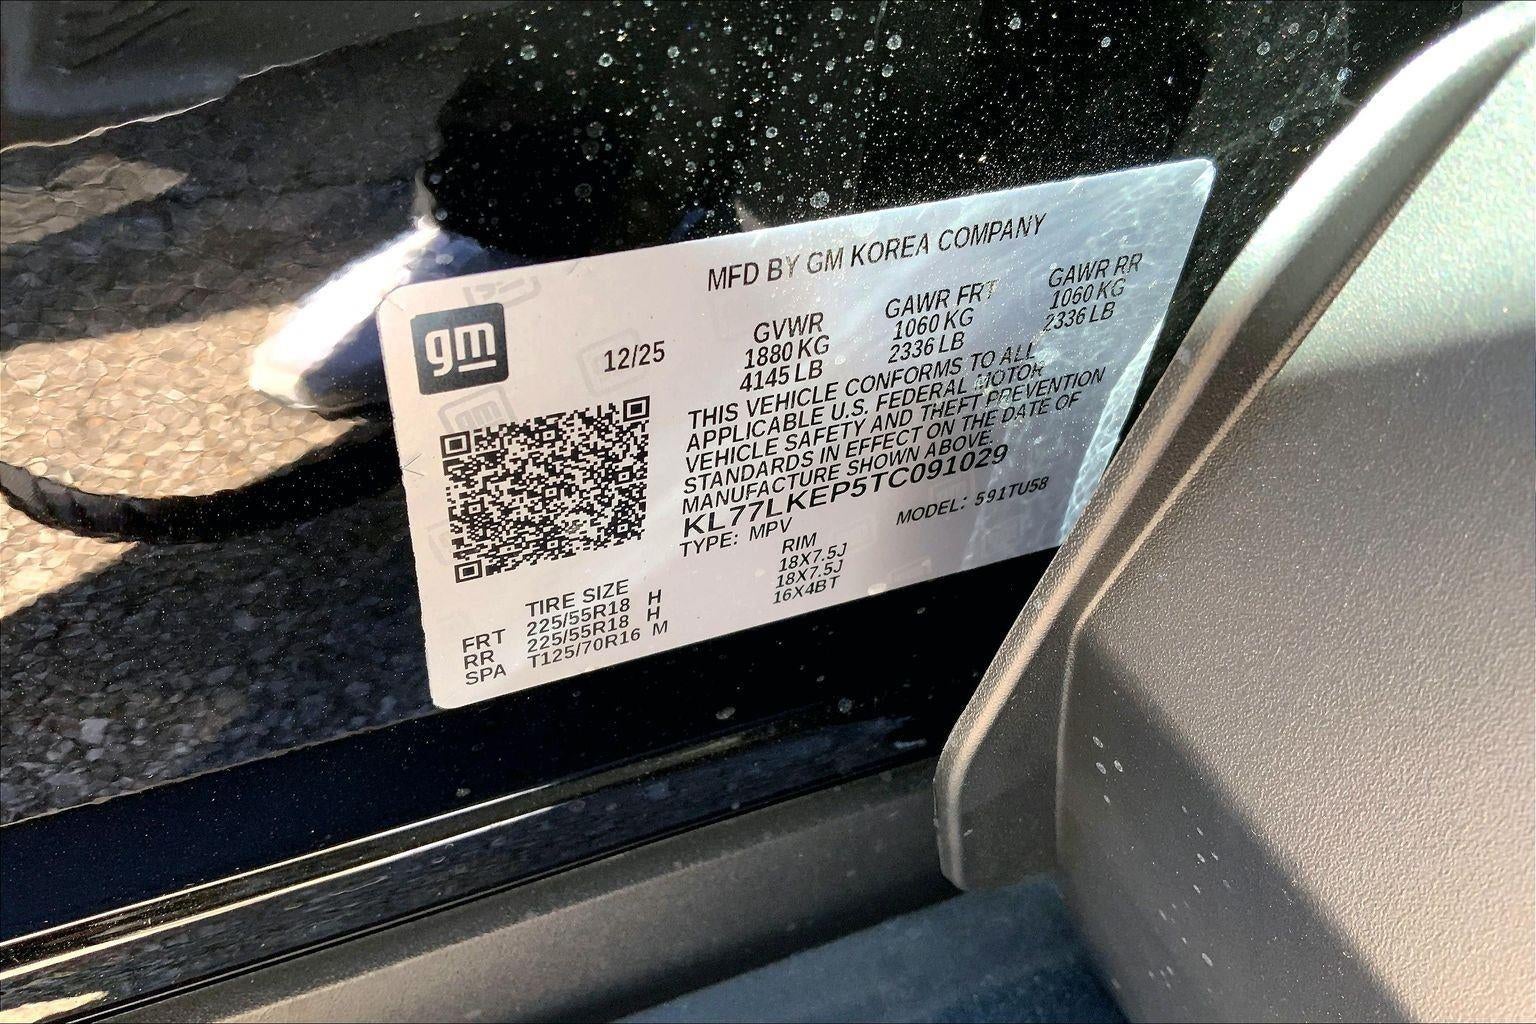 MFD BY GM KOREA COMPANY
gm
12/25
GVWR GAWR FRT GAWR RR
1880 KG 1060 KG 1060 KG
4145 LB 2336 LB 2336 LB
THIS VEHICLE CONFORMS TO ALL
APPLICABLE U.S. FEDERAL MOTOR
VEHICLE SAFETY AND THEFT PREVENTION
STANDARDS IN EFFECT ON THE DATE OF
MANUFACTURE SHOWN ABOVE.
KL77LKEP5TC091029
TYPE: MPV MODEL: 591TU58
TIRE SIZE RIM
FRT 225/55R18 H 18X7.5J
RR 225/55R18 H 18X7.5J
SPA T125/70R16 M 16X4BT